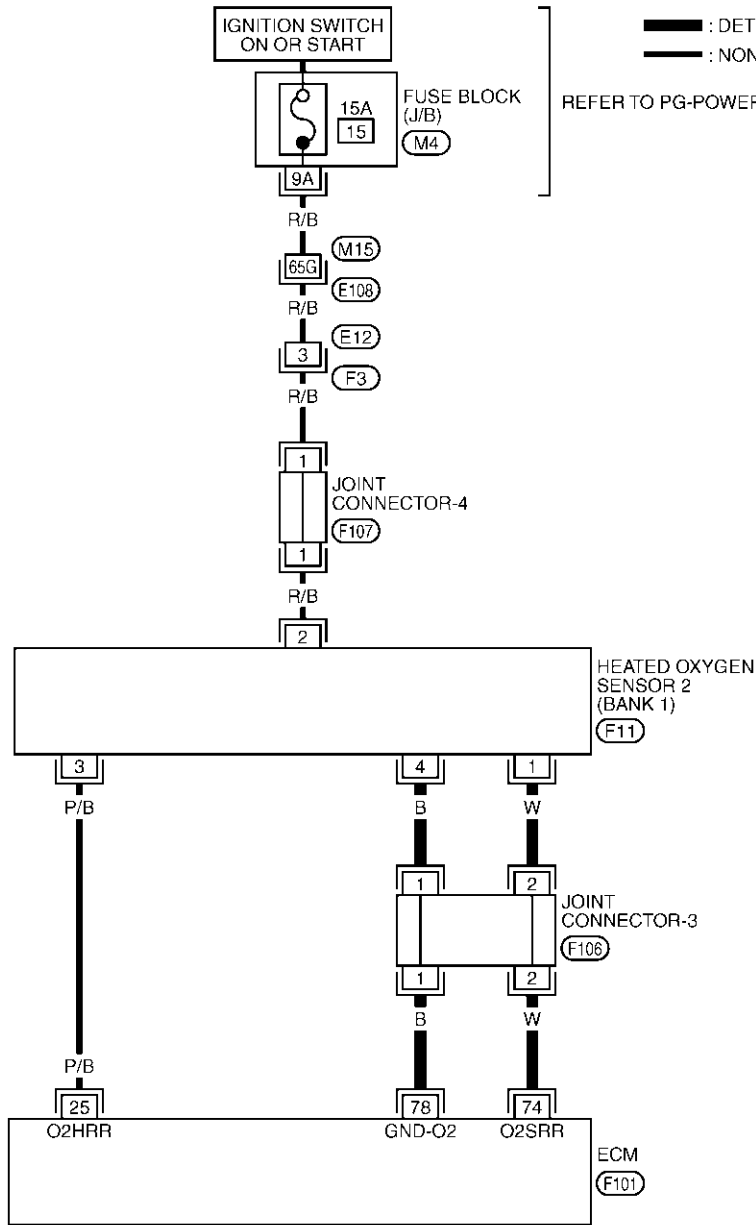 IGNITION SWITCH
ON OR START
: DET
: NON
15A
15
FUSE BLOCK
(J/B)
M4
REFER TO PG-POWER
9A
R/B
M15
65G
E108
R/B
E12
3
F3
R/B
1
JOINT
CONNECTOR-4
F107
1
R/B
2
HEATED OXYGEN
SENSOR 2
(BANK 1)
F11
3 4 1
P/B B W
1 2
JOINT
CONNECTOR-3
F106
1 2
B W
P/B
25 78 74
O2HRR GND-O2 O2SRR
ECM
F101